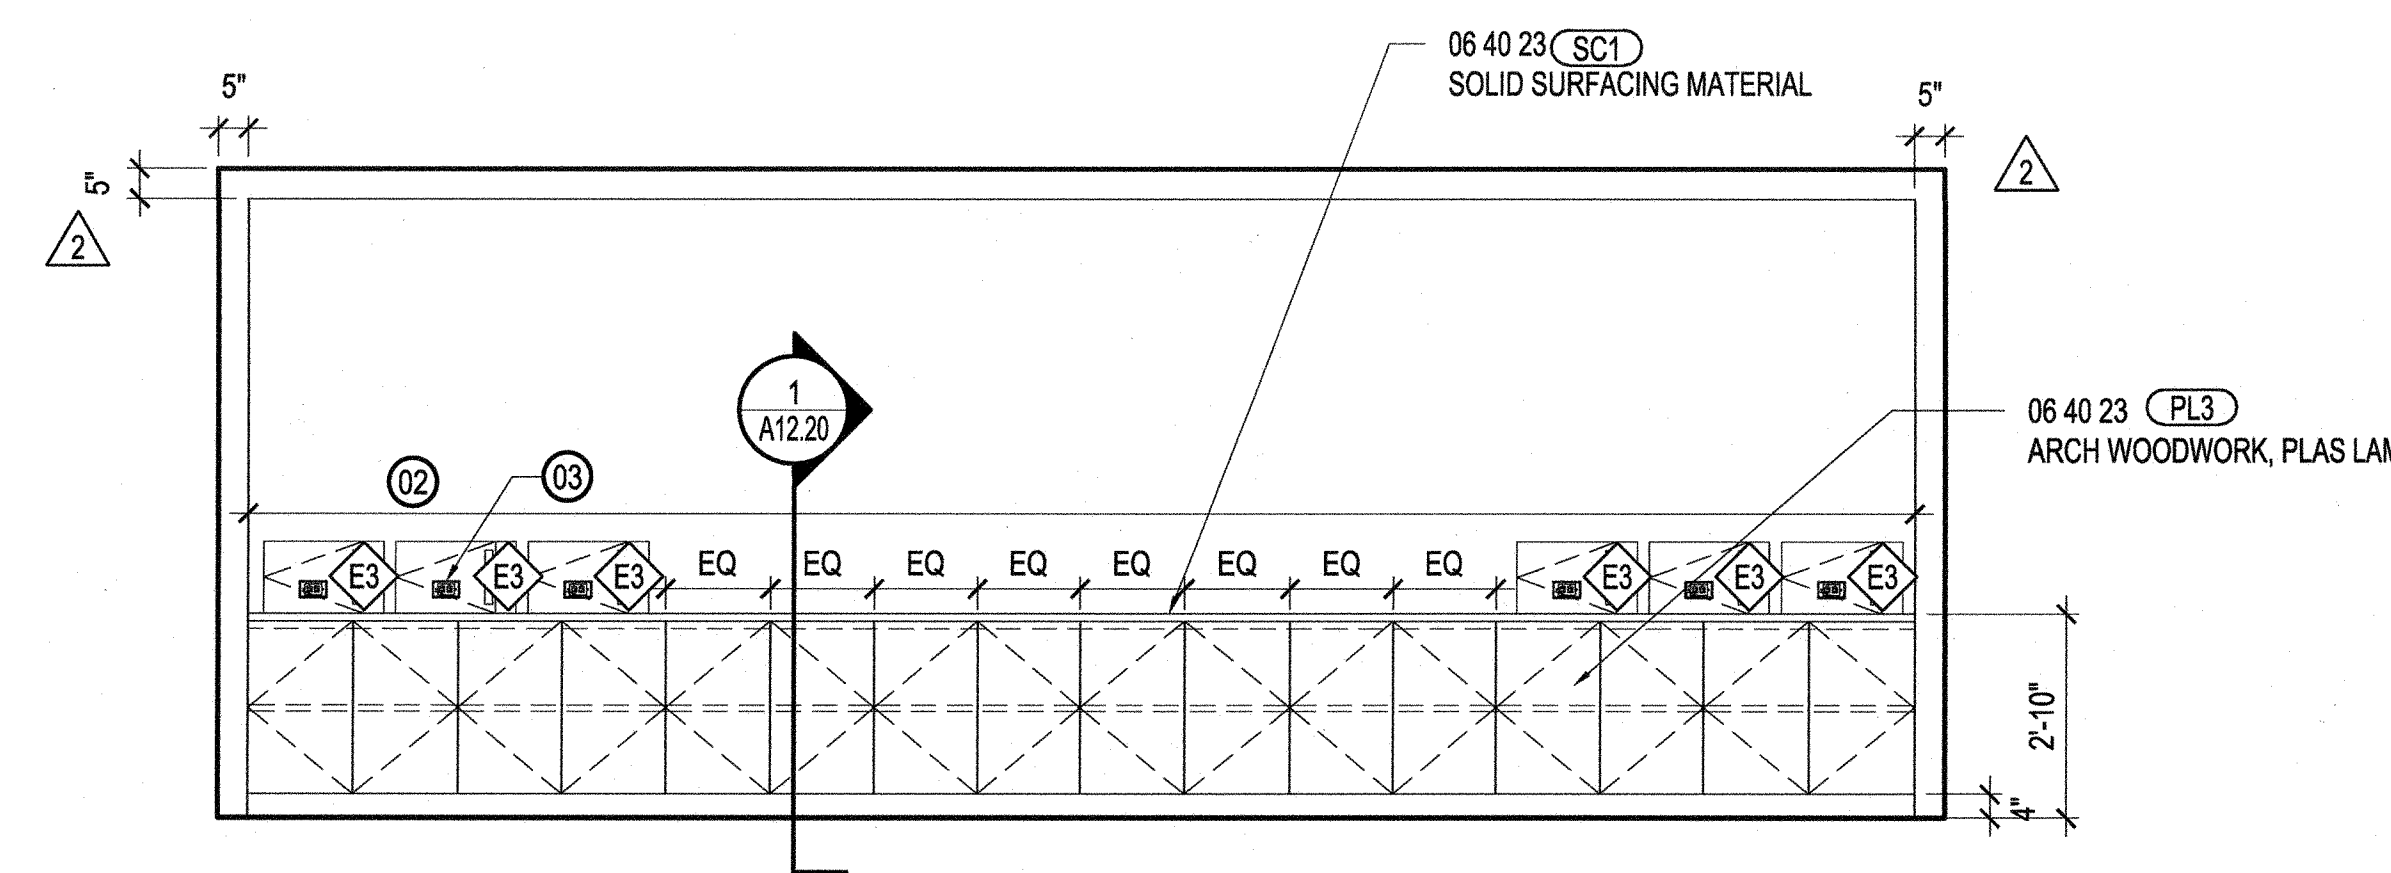 06 40 23 SC1
SOLID SURFACING MATERIAL
5"
5"
5"
2
2
1
A12.20
06 40 23 PL3
ARCH WOODWORK, PLAS LAM
02
03
E3 E3 E3 EQ EQ EQ EQ EQ EQ EQ EQ E3 E3 E3
2'-10"
4"